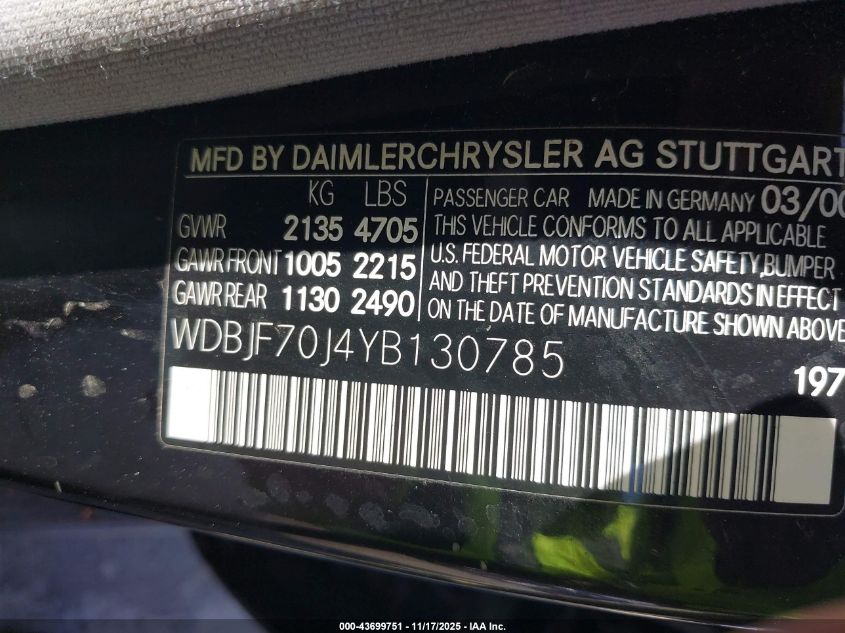 MFD BY DAIMLERCHRYSLER AG STUTTGART
KG LBS
GVWR 2135 4705
GAWR FRONT 1005 2215
GAWR REAR 1130 2490
PASSENGER CAR MADE IN GERMANY 03/00
THIS VEHICLE CONFORMS TO ALL APPLICABLE
U.S. FEDERAL MOTOR VEHICLE SAFETY, BUMPER
AND THEFT PREVENTION STANDARDS IN EFFECT
ON THE DATE OF MANUFACTURE SHOWN ABOVE
WDBJF70J4YB130785
197
000-43699751 - 11/17/2025 - IAA Inc.